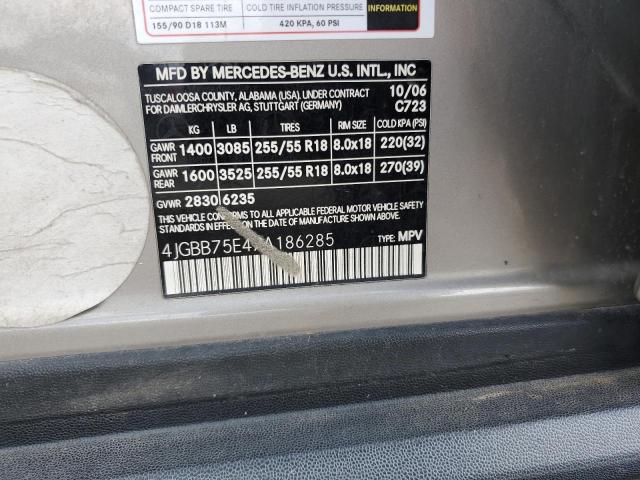 COMPACT SPARE TIRE COLD TIRE INFLATION PRESSURE INFORMATION
155/90 D18 113M 420 KPA, 60 PSI
MFD BY MERCEDES-BENZ U.S. INTL., INC
TUSCALOOSA COUNTY, ALABAMA (USA). UNDER CONTRACT 10/06
FOR DAIMLERCHRYSLER AG, STUTTGART (GERMANY) C723
KG LB TIRES RIM SIZE COLD KPA (PSI)
GAWR FRONT 1400 3085 255/55 R18 8.0x18 220(32)
GAWR REAR 1600 3525 255/55 R18 8.0x18 270(39)
GVWR 2830 6235
THIS VEHICLE CONFORMS TO ALL APPLICABLE FEDERAL MOTOR VEHICLE SAFETY
STANDARDS IN EFFECT ON THE DATE OF MANUFACTURE SHOWN ABOVE.
TYPE: MPV